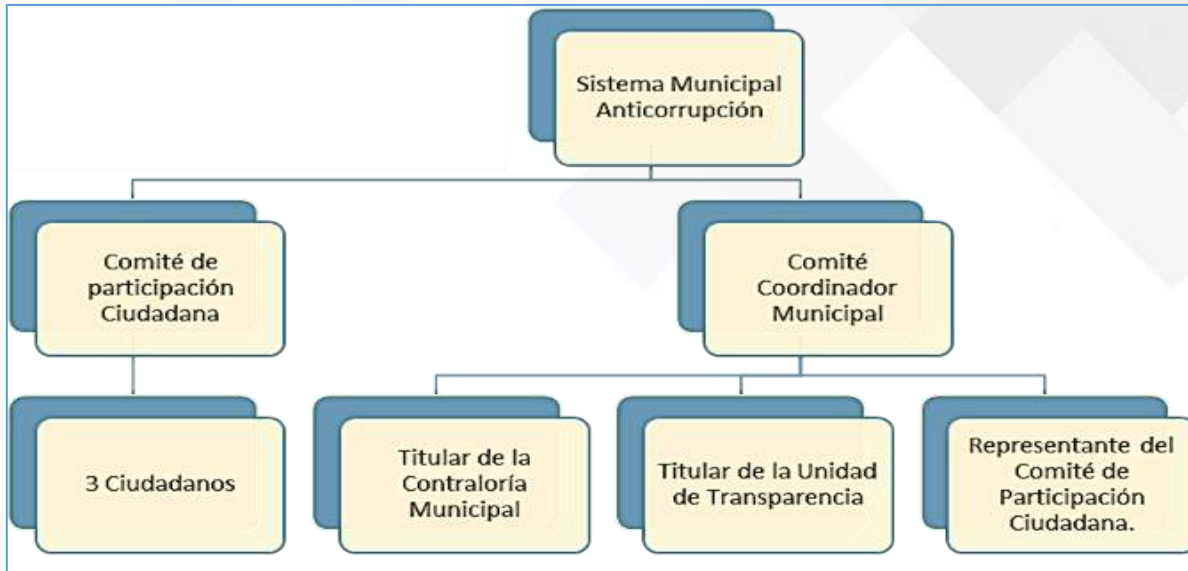 Sistema Municipal
Anticorrupción
Comité de
participación
Ciudadana
Comité
Coordinador
Municipal
3 Ciudadanos
Titular de la
Contraloría
Municipal
Titular de la Unidad
de Transparencia
Representante del
Comité de
Participación
Ciudadana.